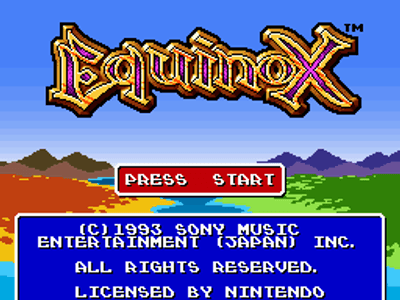 EquinoX™
PRESS START
(C)1993 SONY MUSIC
ENTERTAINMENT (JAPAN) INC.
ALL RIGHTS RESERVED.
LICENSED BY NINTENDO